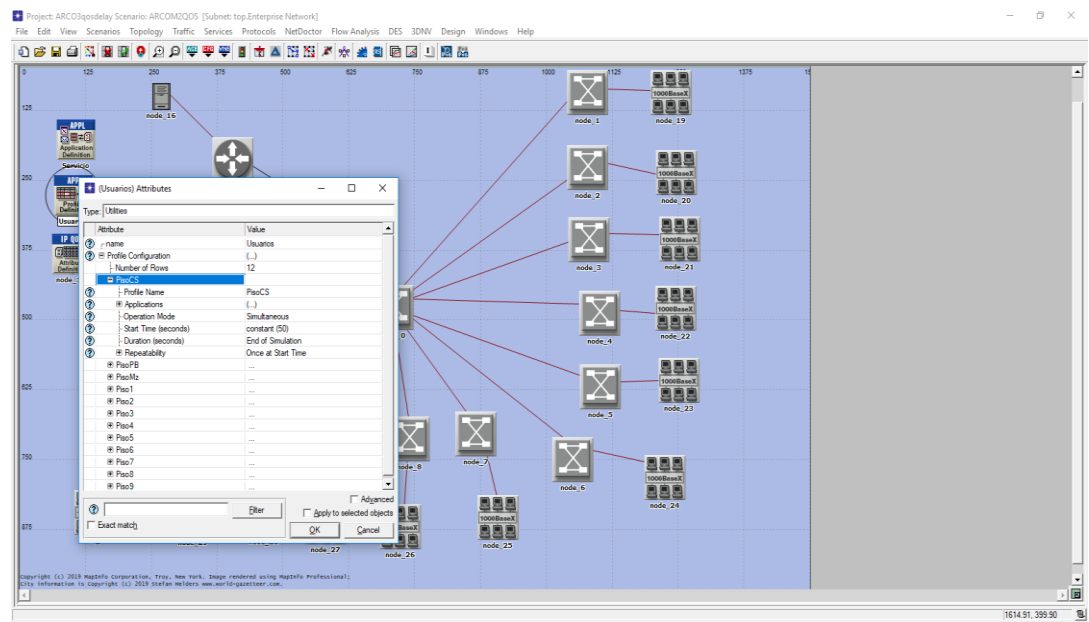 Project: ARCO3qosdelay Scenario: ARCOM2QOS [Subnet: top.Enterprise Network]
File Edit View Scenarios Topology Traffic Services Protocols NetDoctor Flow Analysis DES 3DNV Design Windows Help
0 125 250 375 500 625 750 875 1000 1125 1375
125
250
375
500
625
750
875
node_16
APPL
Application
Definition
Servicio
node_1
1000BaseX
node_19
node_2
1000BaseX
node_20
node_3
1000BaseX
node_21
node_4
1000BaseX
node_22
node_5
1000BaseX
node_23
node_6
1000BaseX
node_24
node_7
1000BaseX
node_25
node_8
node_26
node_27
(Usuarios) Attributes
Type: Utilities
Attribute Value
name Usuarios
Profile Configuration (...)
Number of Rows 12
PisoCS
Profile Name PisoCS
Applications (...)
Operation Mode Simultaneous
Start Time (seconds) constant (50)
Duration (seconds) End of Simulation
Repeatability Once at Start Time
PisoPB ...
PisoMz ...
Piso1 ...
Piso2 ...
Piso3 ...
Piso4 ...
Piso5 ...
Piso6 ...
Piso7 ...
Piso8 ...
Piso9 ...
Advanced
Filter
Apply to selected objects
Exact match
OK Cancel
Copyright (c) 2019 MapInfo Corporation, Troy, New York. Image rendered using MapInfo Professional;
City information is Copyright (c) 2019 Stefan Helders www.world-gazetteer.com.
1614.91, 399.90